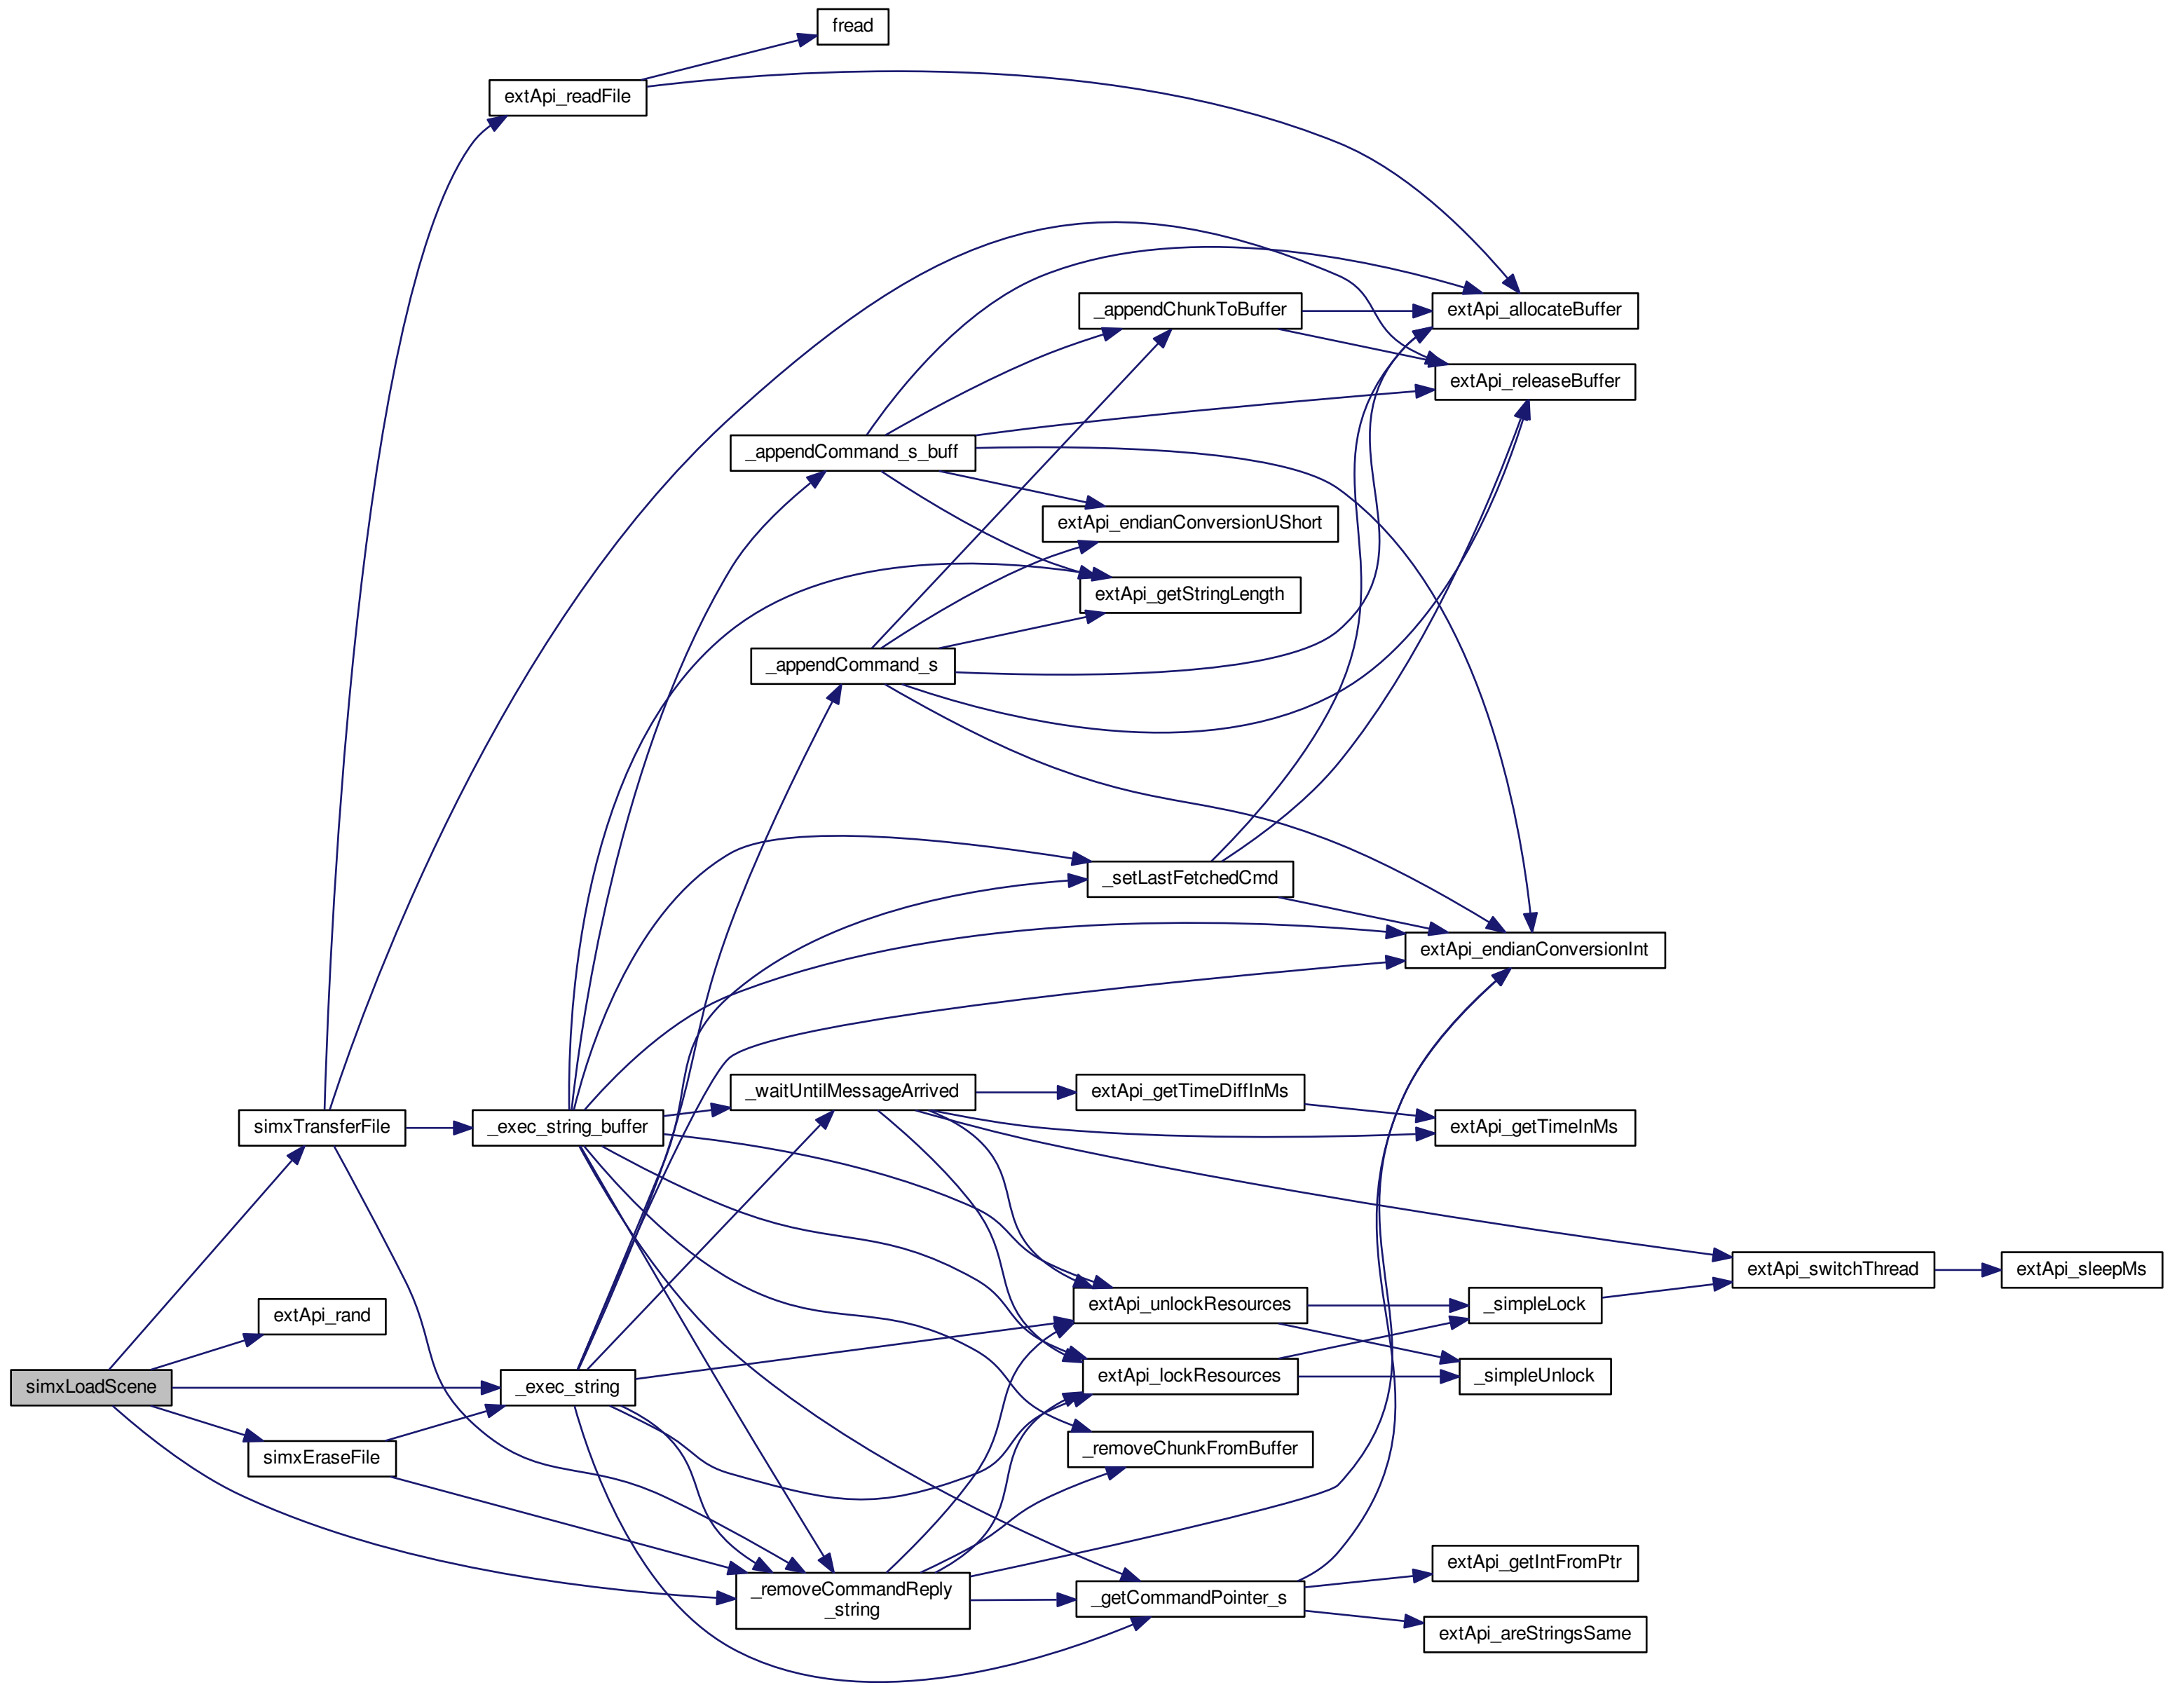 fread
extApi_readFile
_appendChunkToBuffer
extApi_allocateBuffer
extApi_releaseBuffer
_appendCommand_s_buff
extApi_endianConversionUShort
extApi_getStringLength
_appendCommand_s
_setLastFetchedCmd
extApi_endianConversionInt
_waitUntilMessageArrived
extApi_getTimeDiffInMs
simxTransferFile
_exec_string_buffer
extApi_getTimeInMs
extApi_switchThread
extApi_sleepMs
extApi_rand
extApi_unlockResources
_simpleLock
simxLoadScene
_exec_string
extApi_lockResources
_simpleUnlock
simxEraseFile
_removeChunkFromBuffer
extApi_getIntFromPtr
_removeCommandReply
_string
_getCommandPointer_s
extApi_areStringsSame